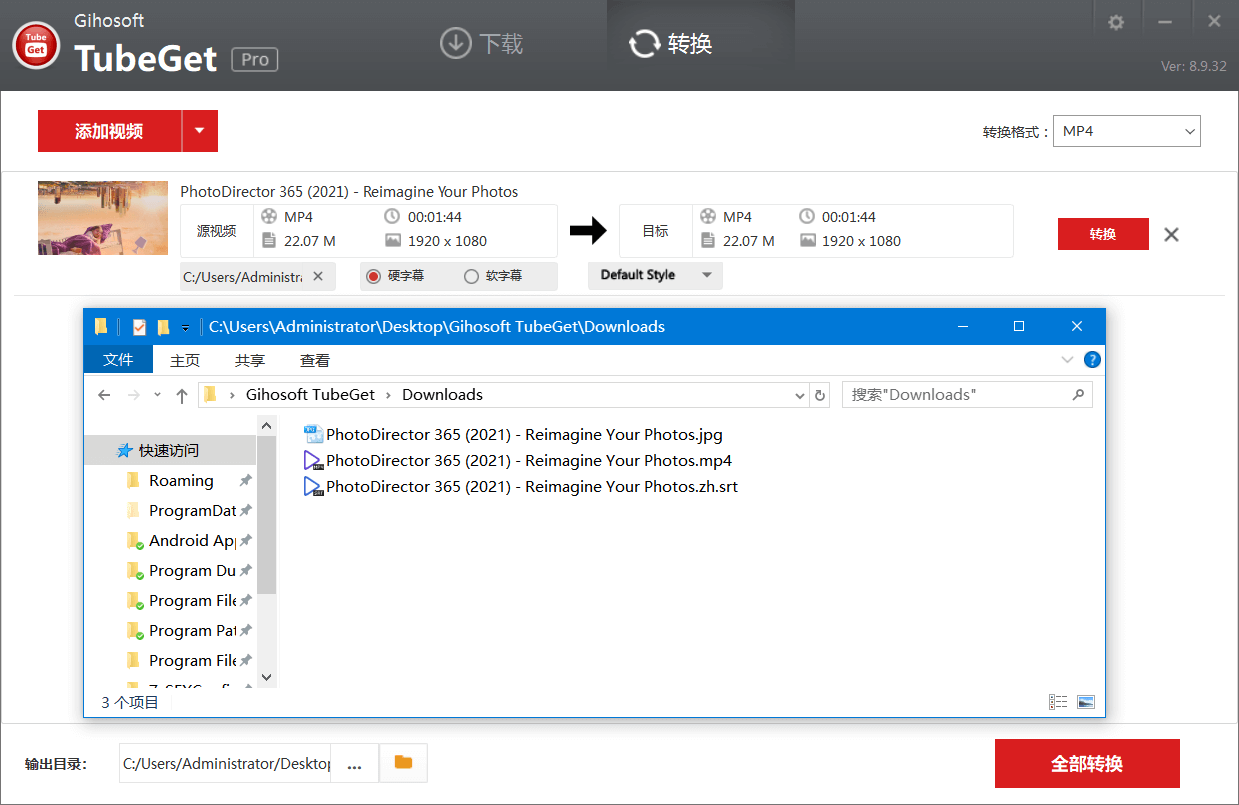 Gihosoft
Tube Get
TubeGet Pro
下载
转换
Ver: 8.9.32
添加视频
转换格式： MP4
PhotoDirector 365 (2021) - Reimagine Your Photos
源视频 MP4 00:01:44
22.07 M 1920 x 1080
目标 MP4 00:01:44
22.07 M 1920 x 1080
转换
C:/Users/Administra
硬字幕 软字幕
Default Style
C:\Users\Administrator\Desktop\Gihosoft TubeGet\Downloads
文件 主页 共享 查看
Gihosoft TubeGet › Downloads
搜索"Downloads"
快速访问
Roaming
ProgramDat
Android Ap
Program Du
Program File
Program Pat
Program File
PhotoDirector 365 (2021) - Reimagine Your Photos.jpg
PhotoDirector 365 (2021) - Reimagine Your Photos.mp4
PhotoDirector 365 (2021) - Reimagine Your Photos.zh.srt
3 个项目
输出目录： C:/Users/Administrator/Desktop ...
全部转换